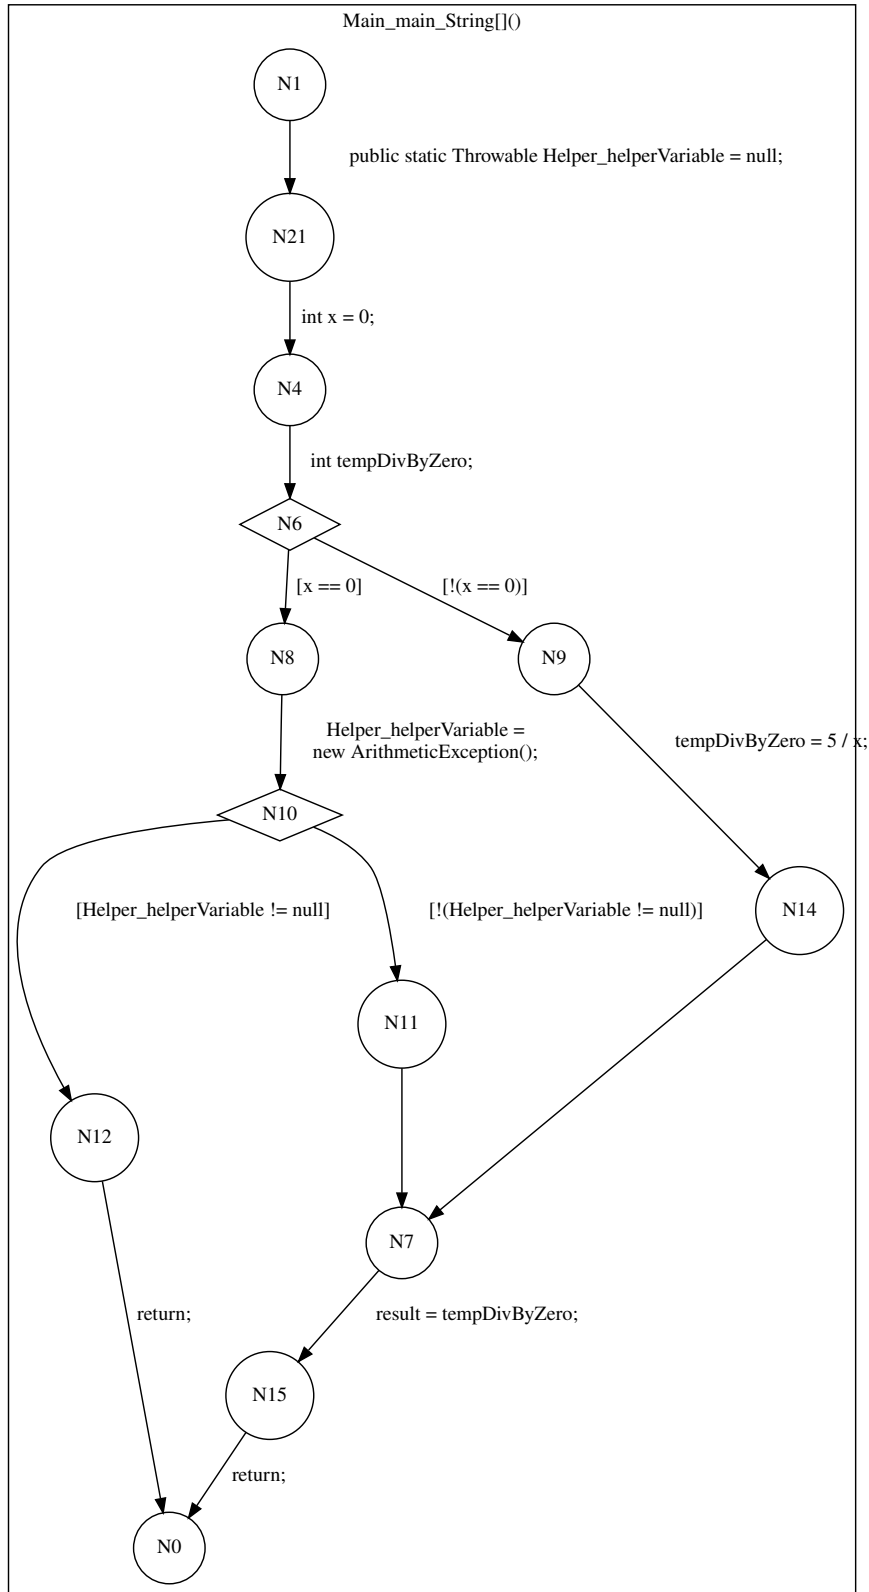 Main_main_String[]()
N1
public static Throwable Helper_helperVariable = null;
N21
int x = 0;
N4
int tempDivByZero;
N6
[x == 0]
[!(x == 0)]
N8
N9
Helper_helperVariable =
new ArithmeticException();
tempDivByZero = 5 / x;
N10
[Helper_helperVariable != null]
[!(Helper_helperVariable != null)]
N14
N11
N12
N7
return;
result = tempDivByZero;
N15
return;
N0